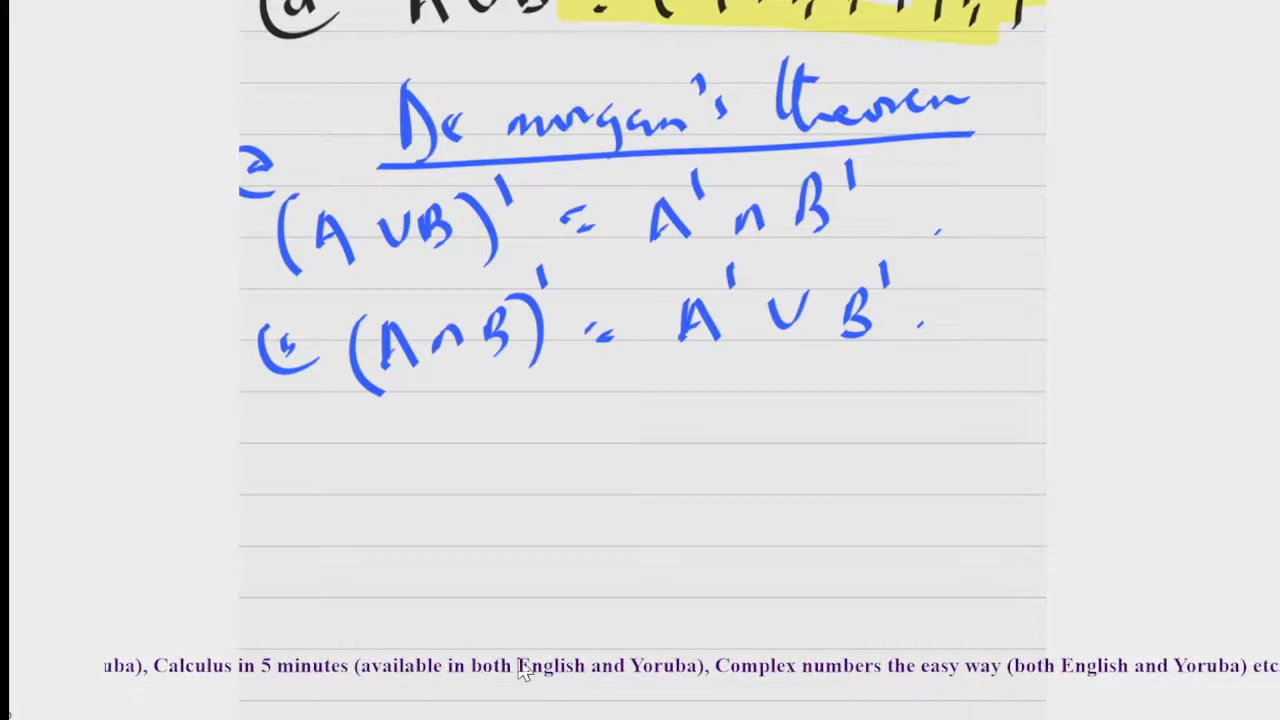 (d) A ∪ B = {
De morgan's theorem
a
(A ∪ B)' = A' ∩ B' .
(A ∩ B)' = A' ∪ B' .
uba), Calculus in 5 minutes (available in both English and Yoruba), Complex numbers the easy way (both English and Yoruba) etc